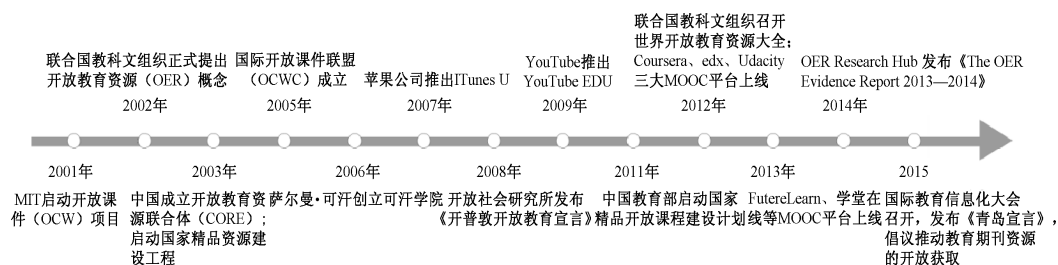 联合国教科文组织正式提出
开放教育资源（OER）概念
2002年
国际开放课件联盟
（OCWC）成立
2005年
苹果公司推出ITunes U
2007年
YouTube推出
YouTube EDU
2009年
联合国教科文组织召开
世界开放教育资源大全；
Coursera、edx、Udacity
三大MOOC平台上线
2012年
OER Research Hub 发布《The OER
Evidence Report 2013—2014》
2014年
2001年
MIT启动开放课
件（OCW）项目
2003年
中国成立开放教育资
源联合体（CORE）;
启动国家精品资源建
设工程
2006年
萨尔曼·可汗创立可汗学院
2008年
开放社会研究所发布
《开普敦开放教育宣言》
2011年
中国教育部启动国家
精品开放课程建设计划
2013年
FutereLearn、学堂在
线等MOOC平台上线
2015
国际教育信息化大会
召开，发布《青岛宣言》，
倡议推动教育期刊资源
的开放获取